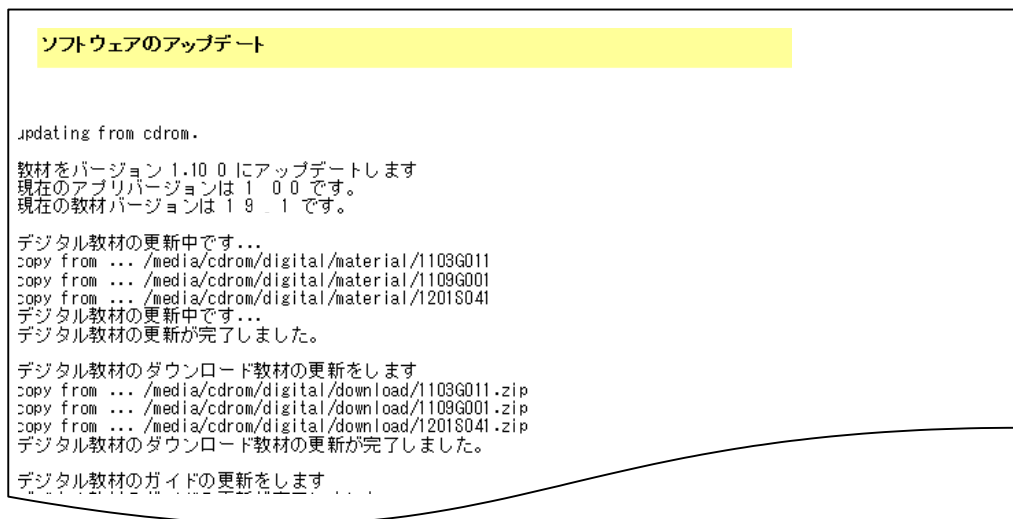 ソフトウェアのアップデート
updating from cdrom.
教材をバージョン 1.10 0 にアップデートします
現在のアプリバージョンは 1 0 0 です。
現在の教材バージョンは 1 9 . 1 です。
デジタル教材の更新中です...
copy from ... /media/cdrom/digital/material/1103G011
copy from ... /media/cdrom/digital/material/1109G001
copy from ... /media/cdrom/digital/material/1201S041
デジタル教材の更新中です...
デジタル教材の更新が完了しました。
デジタル教材のダウンロード教材の更新をします
copy from ... /media/cdrom/digital/download/1103G011.zip
copy from ... /media/cdrom/digital/download/1109G001.zip
copy from ... /media/cdrom/digital/download/1201S041.zip
デジタル教材のダウンロード教材の更新が完了しました。
デジタル教材のガイドの更新をします